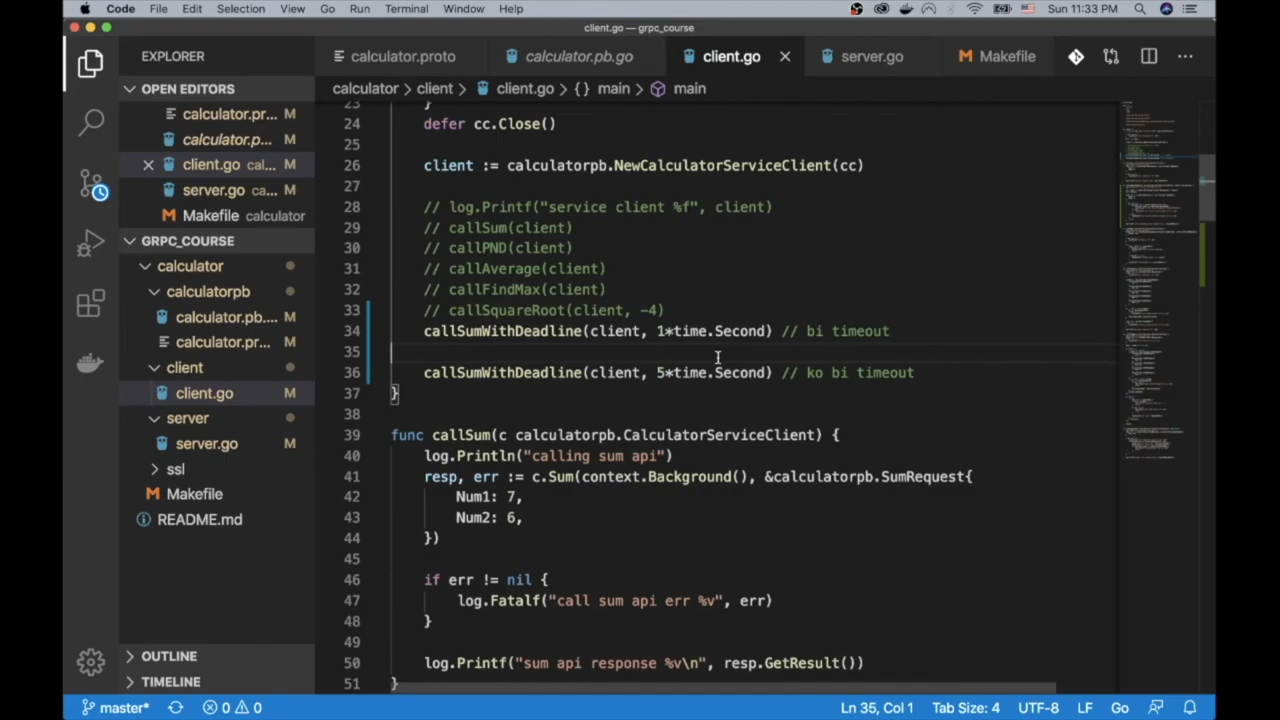 Code File Edit Selection View Go Run Terminal Window Help Sun 11:33 PM
client.go — grpc_course
EXPLORER
calculator.proto calculator.pb.go client.go server.go Makefile
OPEN EDITORS
calculator.pr... M
calculator.p... M
client.go cal... M
server.go ca... M
Makefile calculator
GRPC_COURSE
calculator
calculatorpb
calculator.pb... M
calculator.pr... M
client
client.go M
server
server.go M
ssl
Makefile
README.md
OUTLINE
TIMELINE
calculator > client > client.go > {} main > main
23 }
24 defer cc.Close()
25
26 client := calculatorpb.NewCalculatorServiceClient(cc)
27
28 // log.Printf("service client %f", client)
29 // callSum(client)
30 // callPND(client)
31 // callAverage(client)
32 // callFindMax(client)
33 // callSquareRoot(client, -4)
34 callSumWithDeadline(client, 1*time.Second) // bi timeout
35
36 callSumWithDeadline(client, 5*time.Second) // ko bi timeout
37 }
38
39 func callSum(c calculatorpb.CalculatorServiceClient) {
40 log.Println("calling sum api")
41 resp, err := c.Sum(context.Background(), &calculatorpb.SumRequest{
42 Num1: 7,
43 Num2: 6,
44 })
45
46 if err != nil {
47 log.Fatalf("call sum api err %v", err)
48 }
49
50 log.Printf("sum api response %v\n", resp.GetResult())
51 }
master* 0 0 Ln 35, Col 1 Tab Size: 4 UTF-8 LF Go